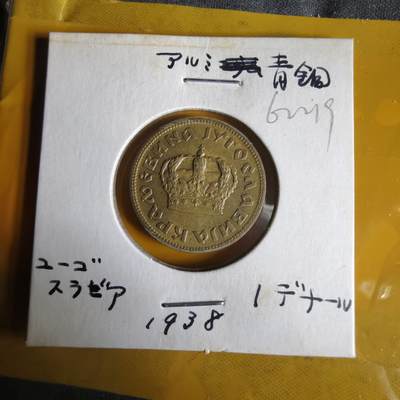 アルミ青銅
КРАЉЕВИНА ЈУГОСЛАВИЈА
ユーゴ
スラビア
1938
1デナール